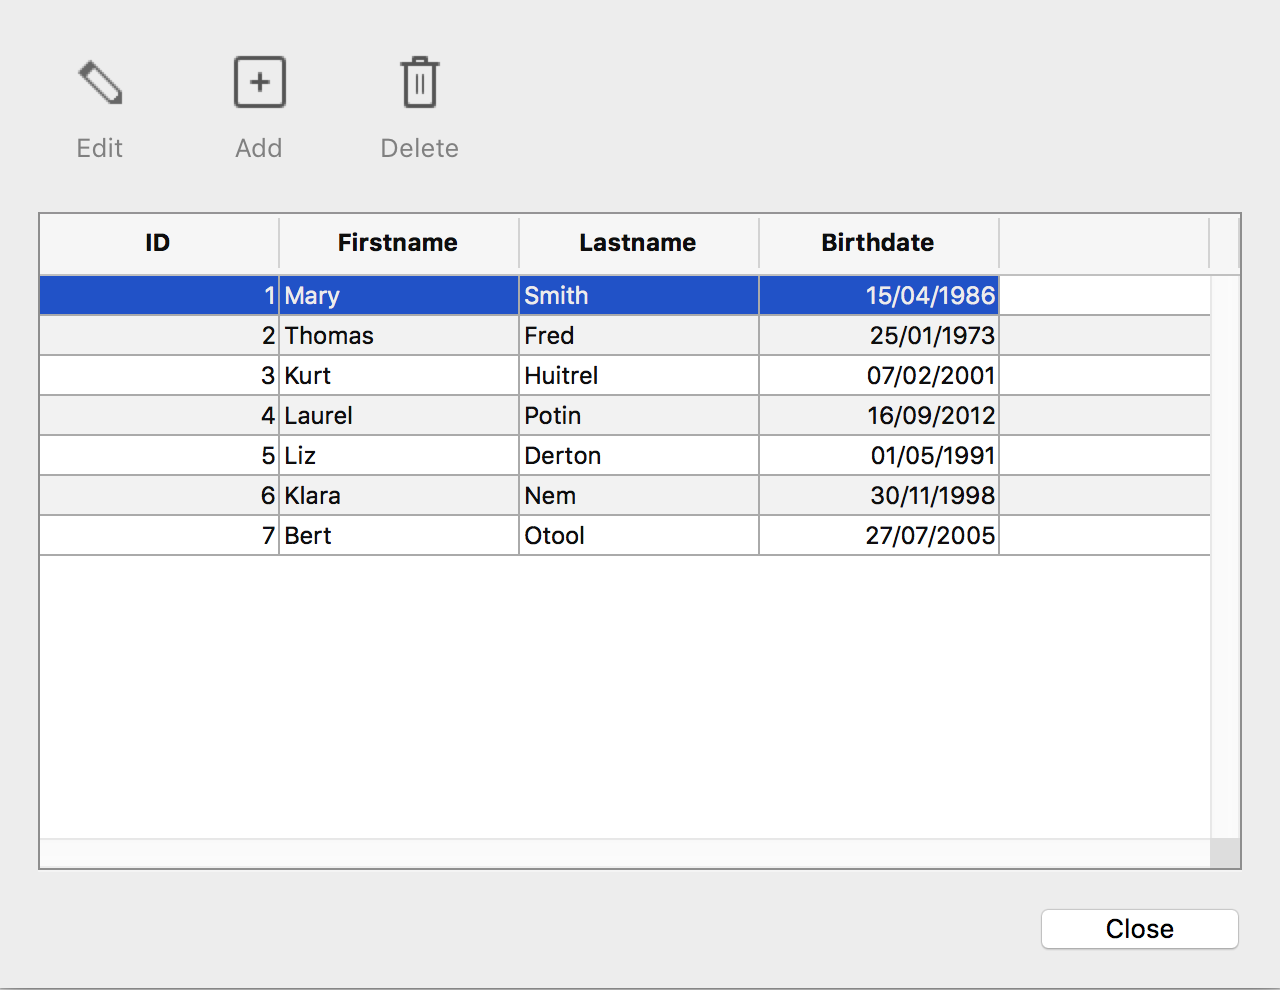 Edit Add Delete
ID Firstname Lastname Birthdate
1 Mary Smith 15/04/1986
2 Thomas Fred 25/01/1973
3 Kurt Huitrel 07/02/2001
4 Laurel Potin 16/09/2012
5 Liz Derton 01/05/1991
6 Klara Nem 30/11/1998
7 Bert Otool 27/07/2005
Close